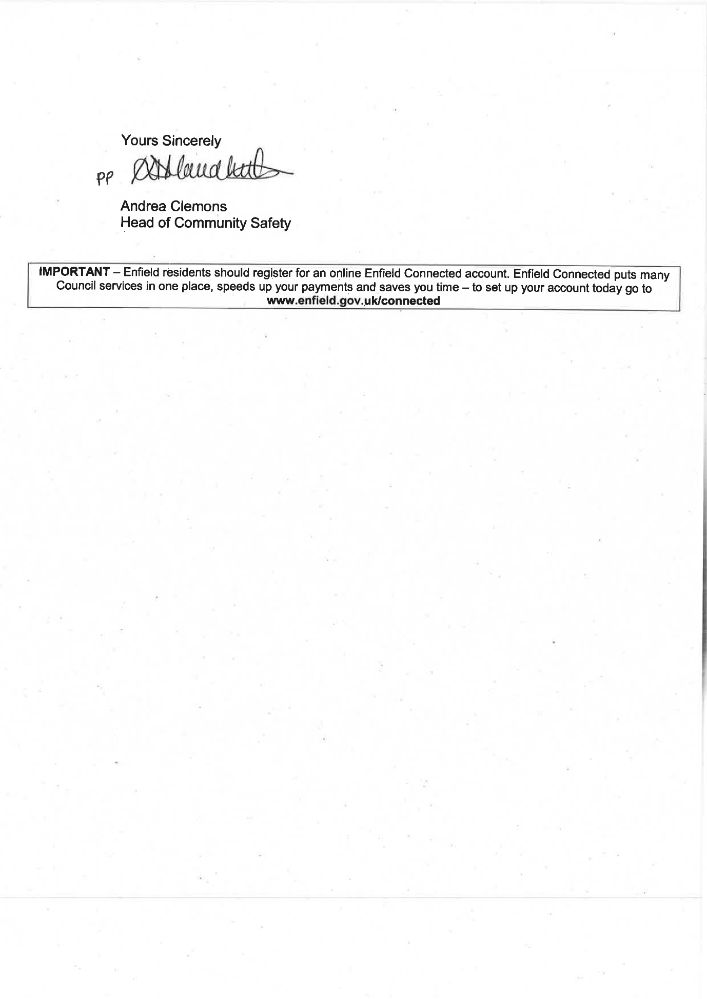 Yours Sincerely
pp
Andrea Clemons
Head of Community Safety
IMPORTANT – Enfield residents should register for an online Enfield Connected account. Enfield Connected puts many
Council services in one place, speeds up your payments and saves you time – to set up your account today go to
www.enfield.gov.uk/connected